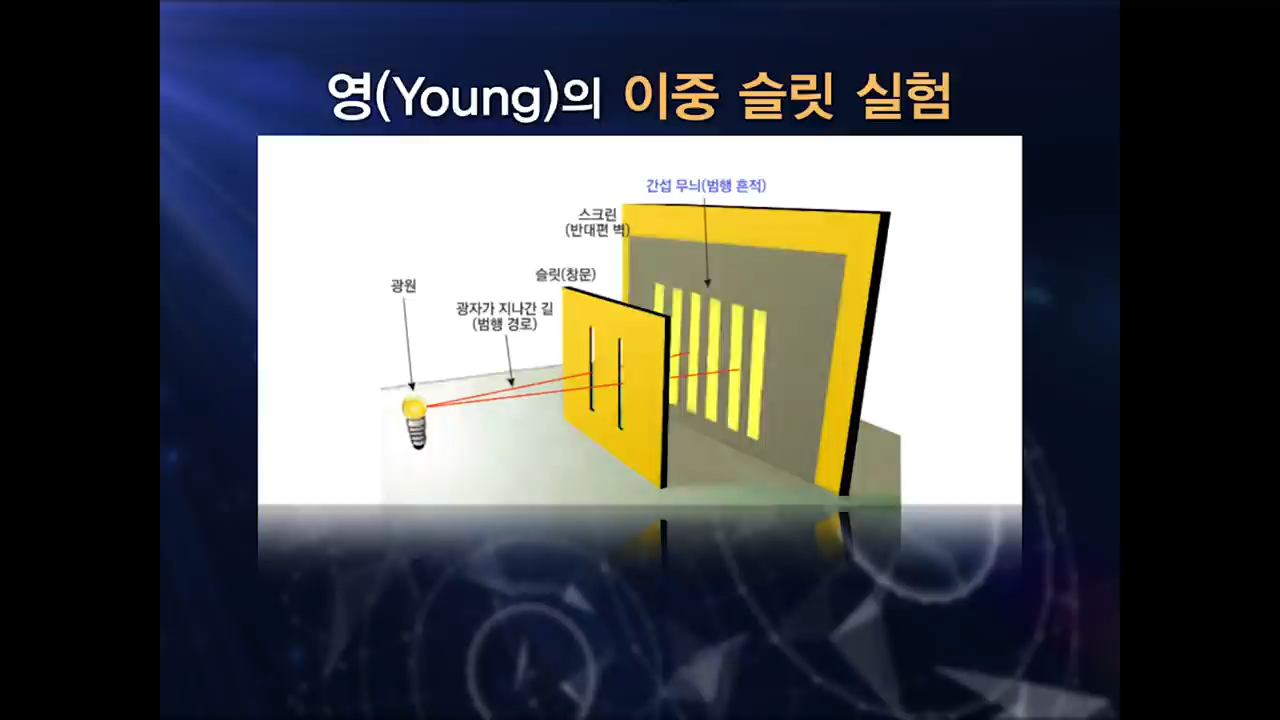 영(Young)의 이중 슬릿 실험
간섭 무늬(범행 흔적)
스크린
(반대편 벽)
슬릿(창문)
광원
광자가 지나간 길
(범행 경로)